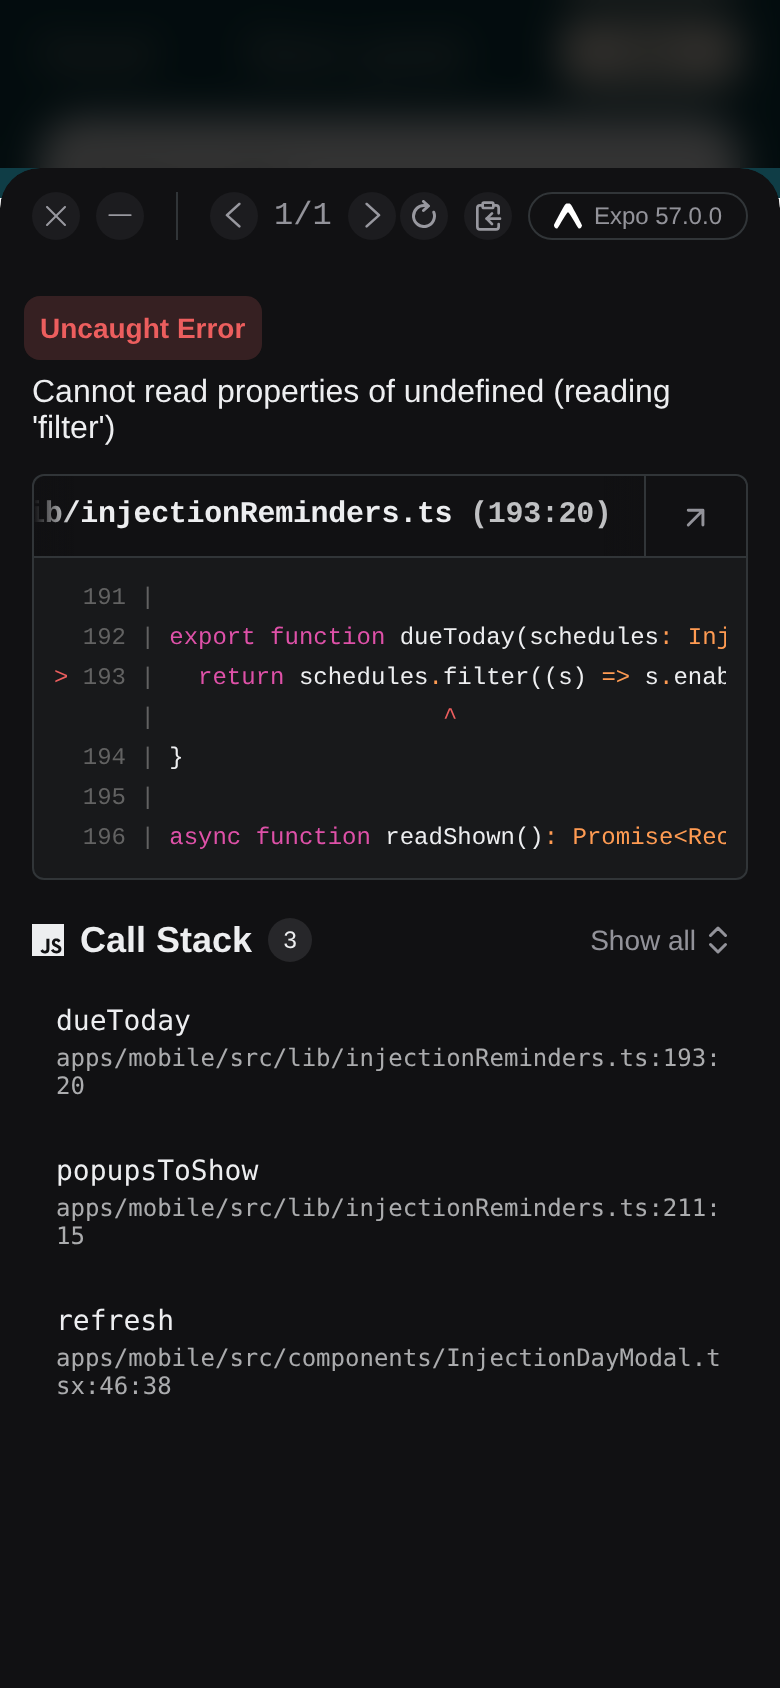 1/1
Expo 57.0.0
Uncaught Error
Cannot read properties of undefined (reading
'filter')
b/injectionReminders.ts (193:20)
191 |
192 | export function dueToday(schedules: Inj
> 193 |   return schedules.filter((s) => s.enab
|                    ^
194 | }
195 |
196 | async function readShown(): Promise<Rec
JS Call Stack 3
Show all
dueToday
apps/mobile/src/lib/injectionReminders.ts:193:
20
popupsToShow
apps/mobile/src/lib/injectionReminders.ts:211:
15
refresh
apps/mobile/src/components/InjectionDayModal.t
sx:46:38